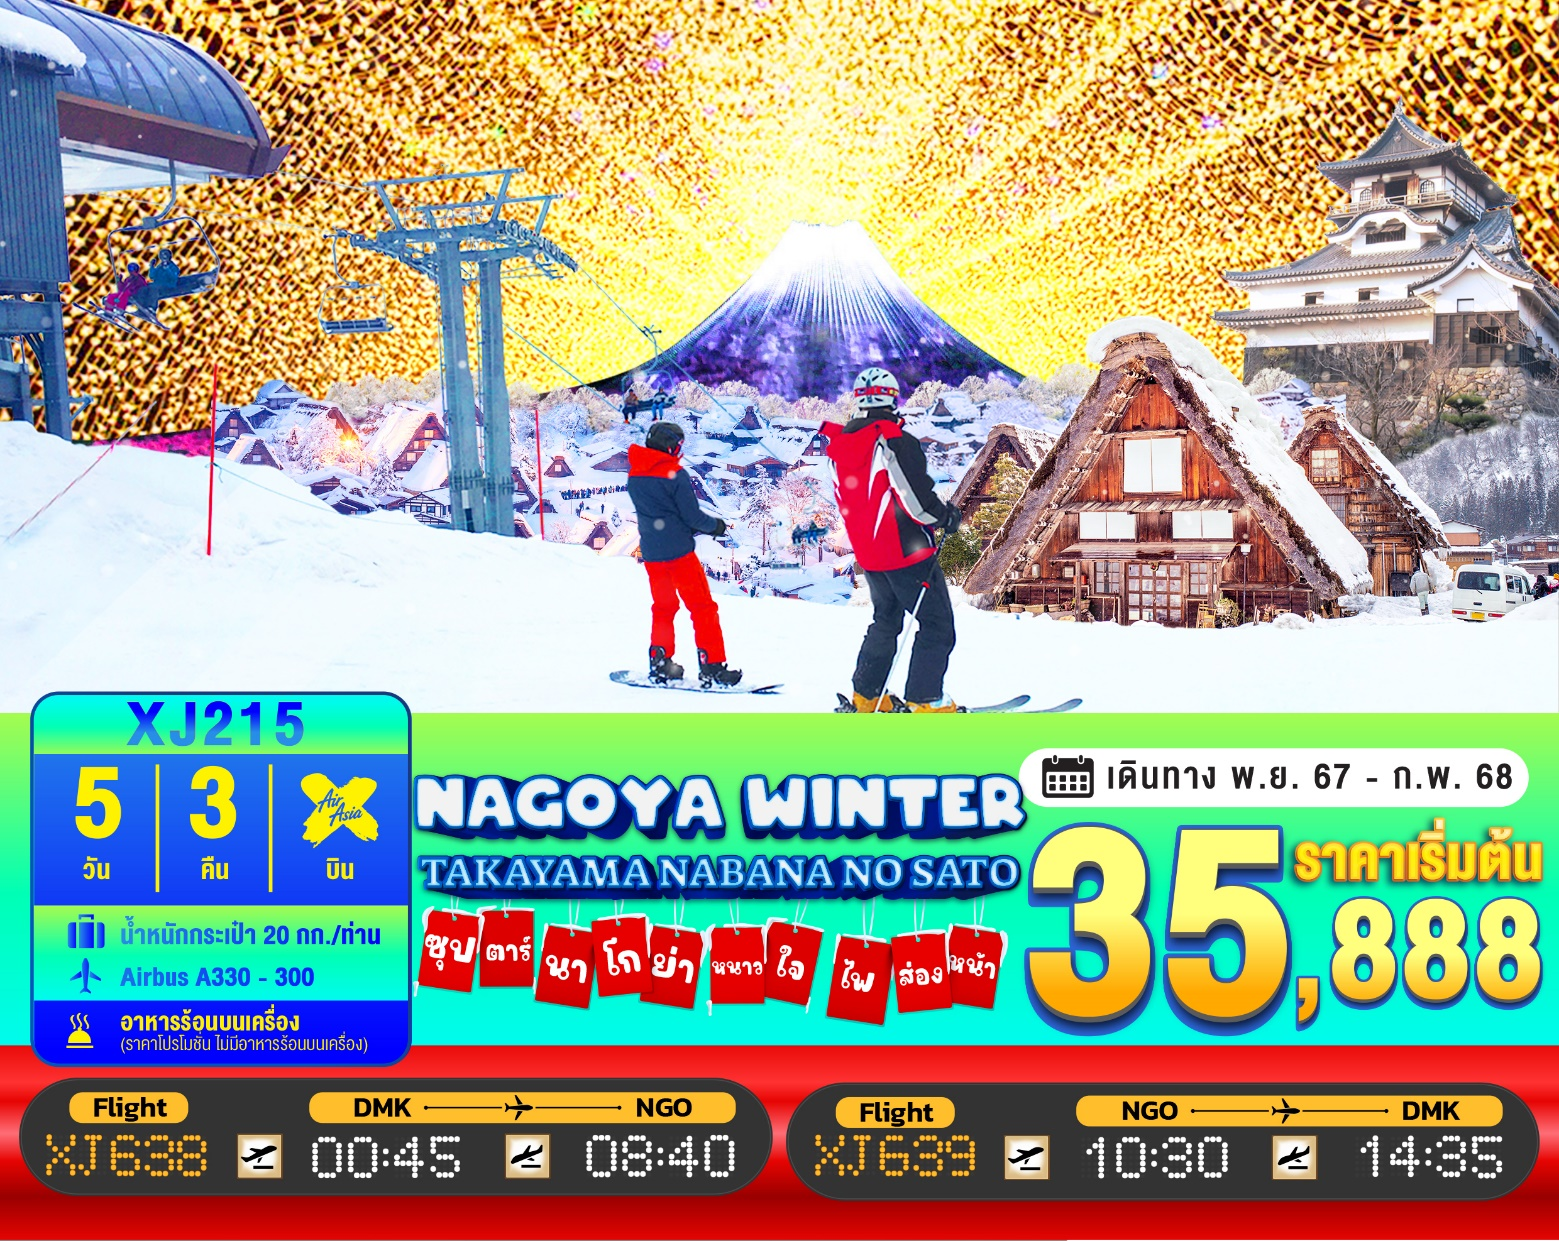 XJ215
5 วัน
3 คืน
Air Asia X บิน
น้ำหนักกระเป๋า 20 กก./ท่าน
Airbus A330 - 300
อาหารร้อนบนเครื่อง
(ราคาโปรโมชั่น ไม่มีอาหารร้อนบนเครื่อง)
NAGOYA WINTER
TAKAYAMA NABANA NO SATO
ซุป ตาร์ นา โก ย่า หนาว ใจ ไฟ ส่อง หน้า
เดินทาง พ.ย. 67 - ก.พ. 68
ราคาเริ่มต้น
35,888
Flight DMK NGO
XJ638 00:45 08:40
Flight NGO DMK
XJ639 10:30 14:35